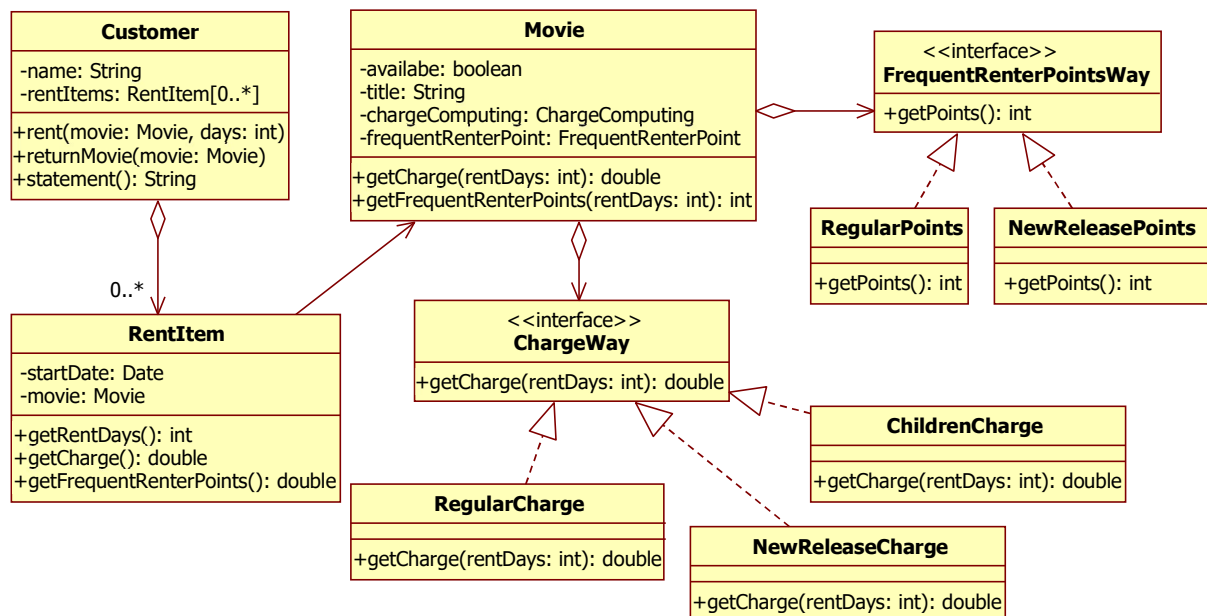 Customer
-name: String
-rentItems: RentItem[0..*]
+rent(movie: Movie, days: int)
+returnMovie(movie: Movie)
+statement(): String
Movie
-availabe: boolean
-title: String
-chargeComputing: ChargeComputing
-frequentRenterPoint: FrequentRenterPoint
+getCharge(rentDays: int): double
+getFrequentRenterPoints(rentDays: int): int
<<interface>>
FrequentRenterPointsWay
+getPoints(): int
RegularPoints
+getPoints(): int
NewReleasePoints
+getPoints(): int
0..*
RentItem
-startDate: Date
-movie: Movie
+getRentDays(): int
+getCharge(): double
+getFrequentRenterPoints(): double
<<interface>>
ChargeWay
+getCharge(rentDays: int): double
ChildrenCharge
+getCharge(rentDays: int): double
RegularCharge
+getCharge(rentDays: int): double
NewReleaseCharge
+getCharge(rentDays: int): double